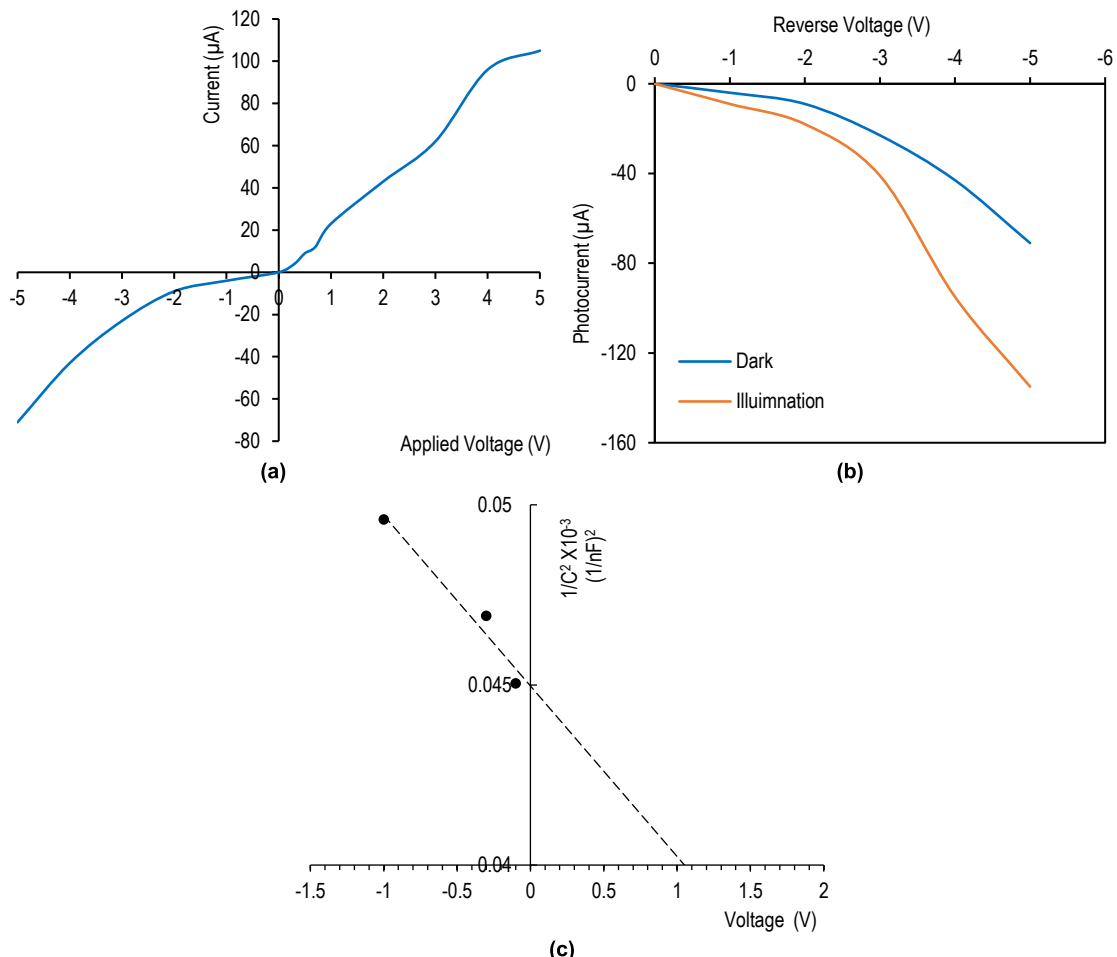 120
100
80
60
40
20
0
-20
-40
-60
-80
Current (µA)
-5 -4 -3 -2 -1 0 1 2 3 4 5
Applied Voltage (V)
(a)
Reverse Voltage (V)
0 -1 -2 -3 -4 -5 -6
0
-40
-80
-120
-160
Photocurrent (µA)
Dark
Illuimnation
(b)
0.05
0.045
0.04
1/C² X10⁻³
(1/nF)²
-1.5 -1 -0.5 0 0.5 1 1.5 2
Voltage (V)
(c)